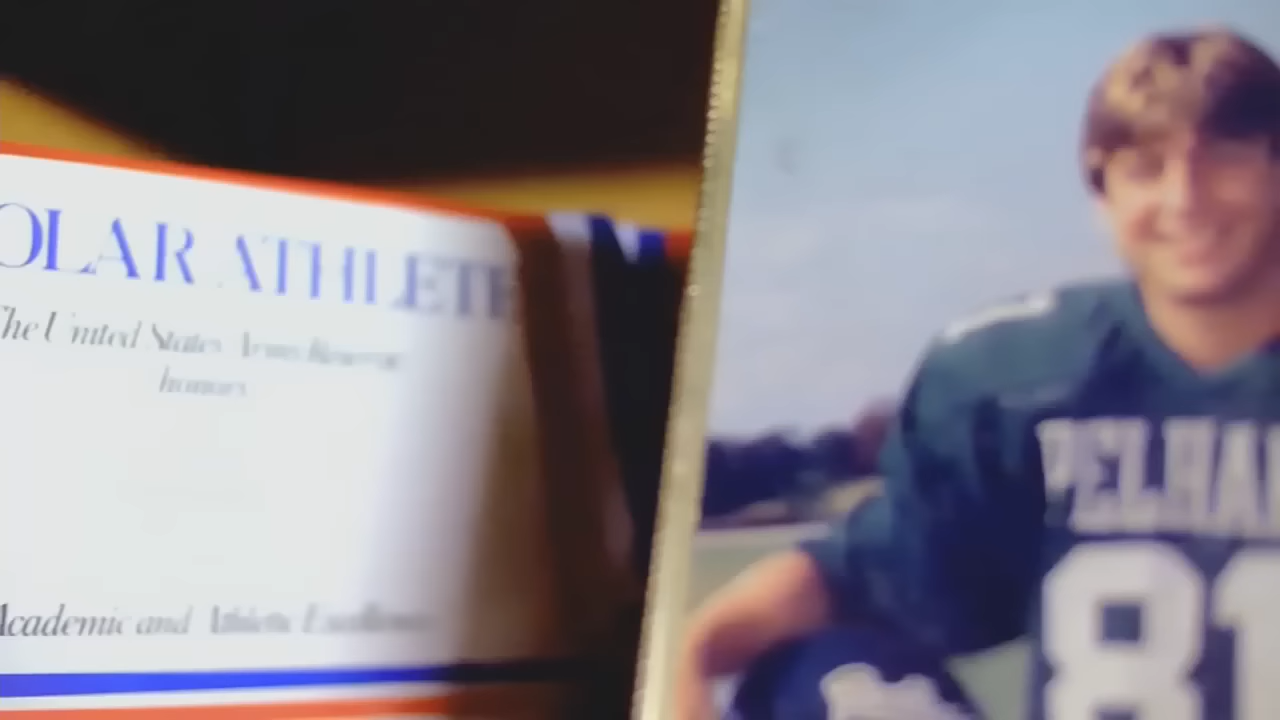 OLAR ATHLETE
The United States Army Reserve
honors
Academic and Athletic Excellence
PELHA
81